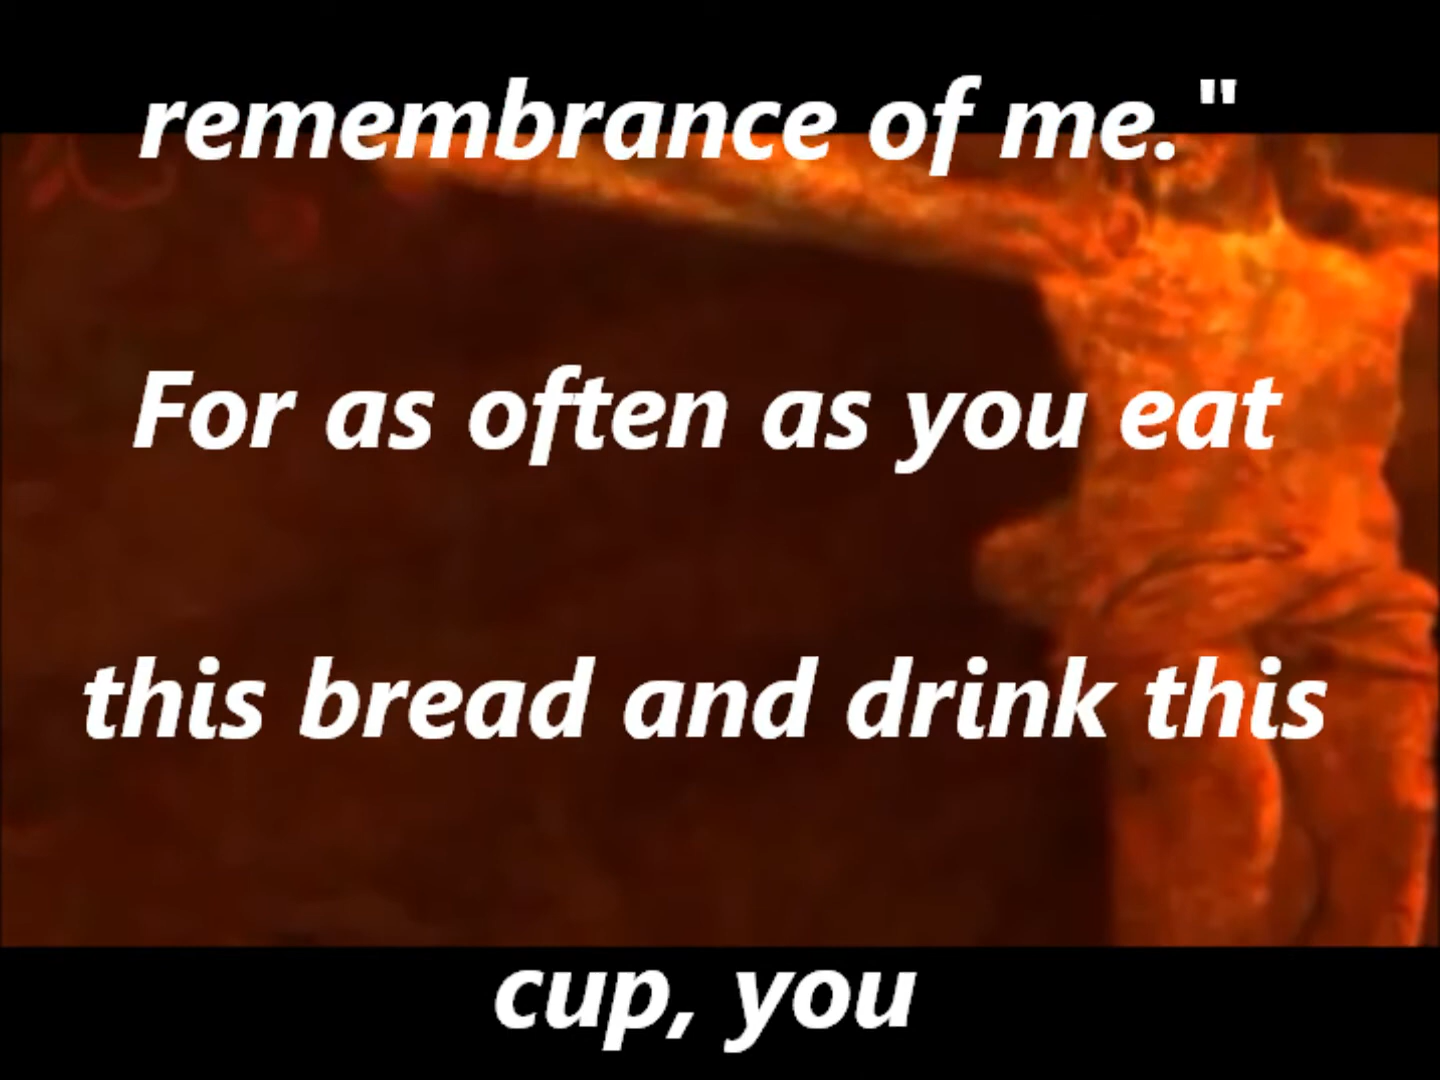 remembrance of me."
For as often as you eat
this bread and drink this
cup, you